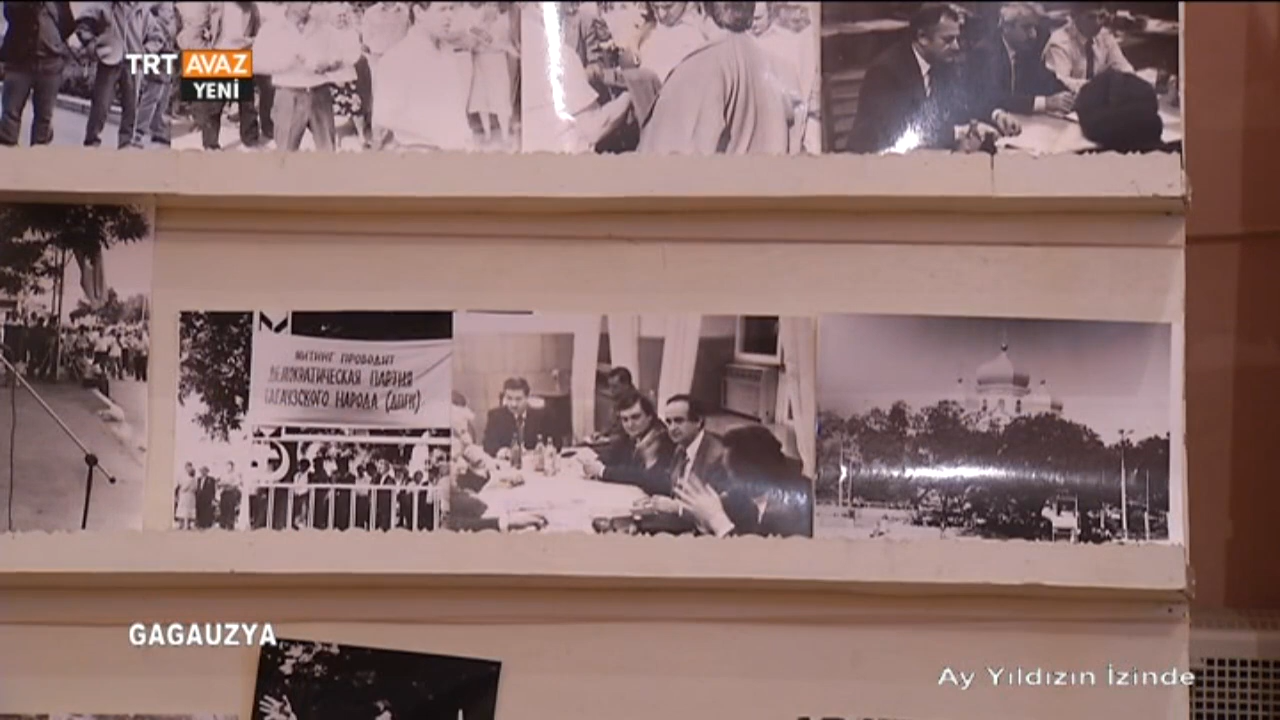 TRT AVAZ
YENİ
МИТИНГ ПРОВОДИТ
ДЕМОКРАТИЧЕСКАЯ ПАРТИЯ
ГАГАУЗСКОГО НАРОДА (ДПГН)
GAGAUZYA
Ay Yıldızın İzinde